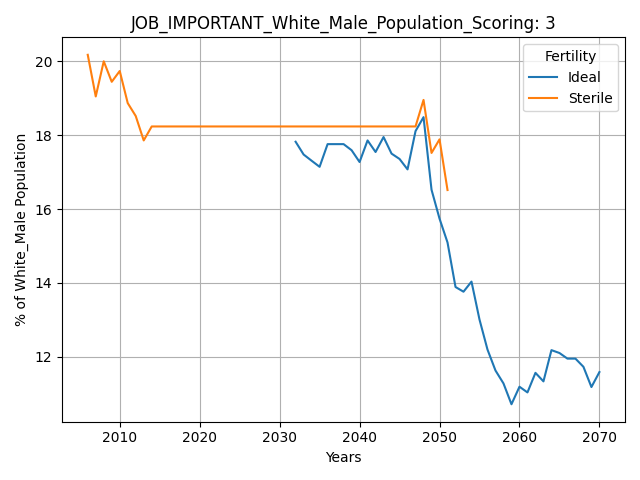 JOB_IMPORTANT_White_Male_Population_Scoring: 3
Fertility
Ideal
Sterile
% of White_Male Population
20
18
16
14
12
2010 2020 2030 2040 2050 2060 2070
Years